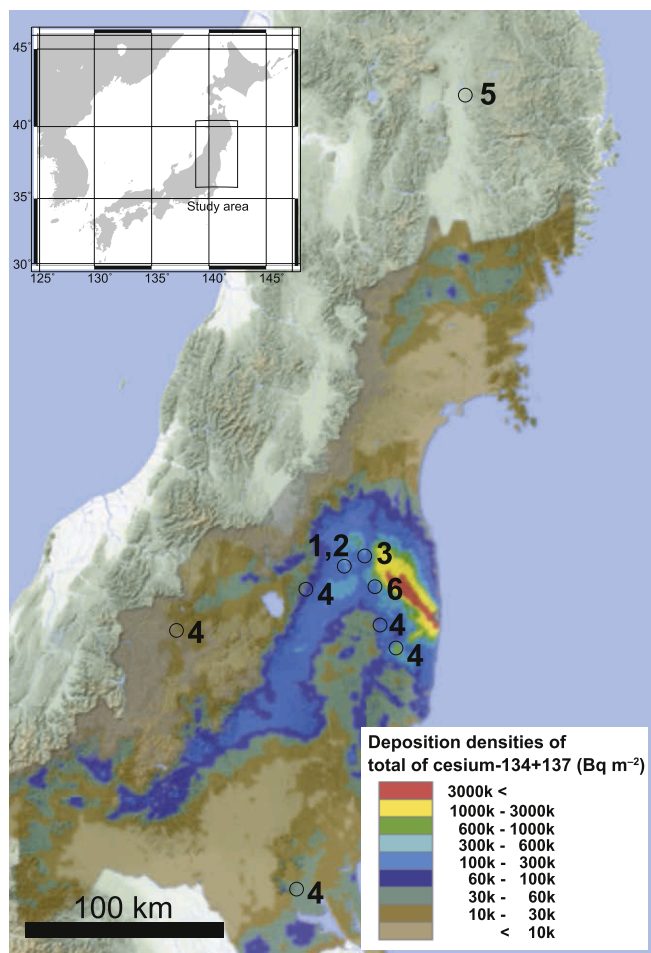 45°
40°
35°
30°
Study area
125°
130°
135°
140°
145°
5
1,2
3
4
6
4
4
4
4
Deposition densities of
total of cesium-134+137 (Bq m⁻²)
3000k <
1000k - 3000k
600k - 1000k
300k - 600k
100k - 300k
60k - 100k
30k - 60k
10k - 30k
< 10k
100 km